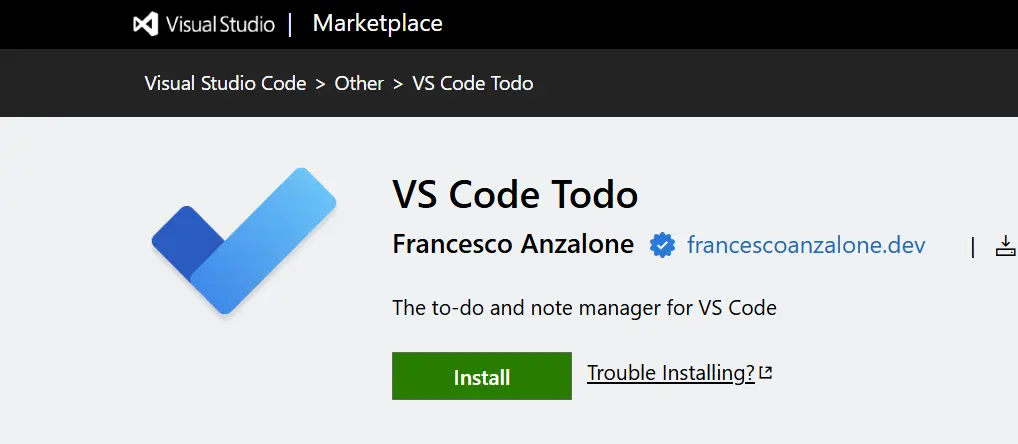 Visual Studio | Marketplace
Visual Studio Code > Other > VS Code Todo
VS Code Todo
Francesco Anzalone francescoanzalone.dev |
The to-do and note manager for VS Code
Install Trouble Installing?